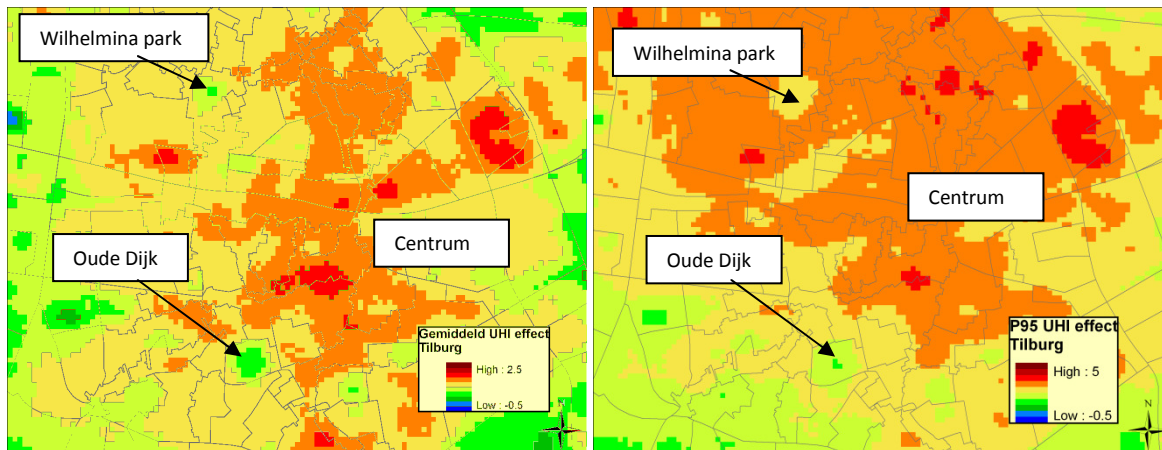 Wilhelmina park
Oude Dijk
Centrum
Gemiddeld UHI effect
Tilburg
High : 2.5
Low : -0.5
N
Wilhelmina park
Centrum
Oude Dijk
P95 UHI effect
Tilburg
High : 5
Low : -0.5
N